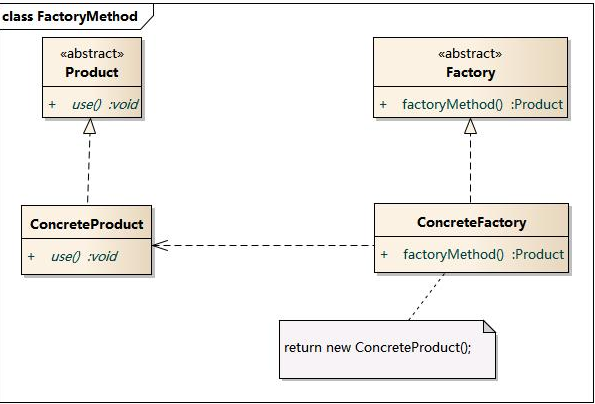 class FactoryMethod
«abstract»
Product
+ use() :void
«abstract»
Factory
+ factoryMethod() :Product
ConcreteProduct
+ use() :void
ConcreteFactory
+ factoryMethod() :Product
return new ConcreteProduct();